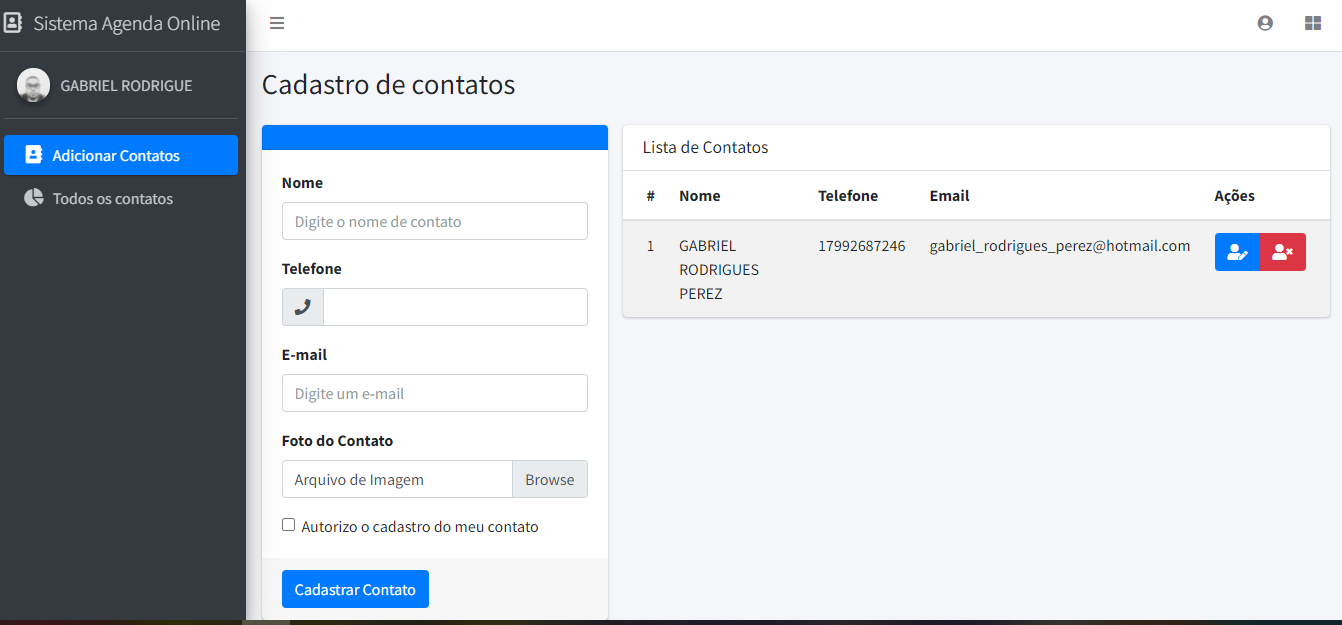 Sistema Agenda Online
GABRIEL RODRIGUE
Adicionar Contatos
Todos os contatos
Cadastro de contatos
Nome
Digite o nome de contato
Telefone
E-mail
Digite um e-mail
Foto do Contato
Arquivo de Imagem Browse
Autorizo o cadastro do meu contato
Cadastrar Contato
Lista de Contatos
# Nome Telefone Email Ações
1 GABRIEL 17992687246 gabriel_rodrigues_perez@hotmail.com
RODRIGUES
PEREZ